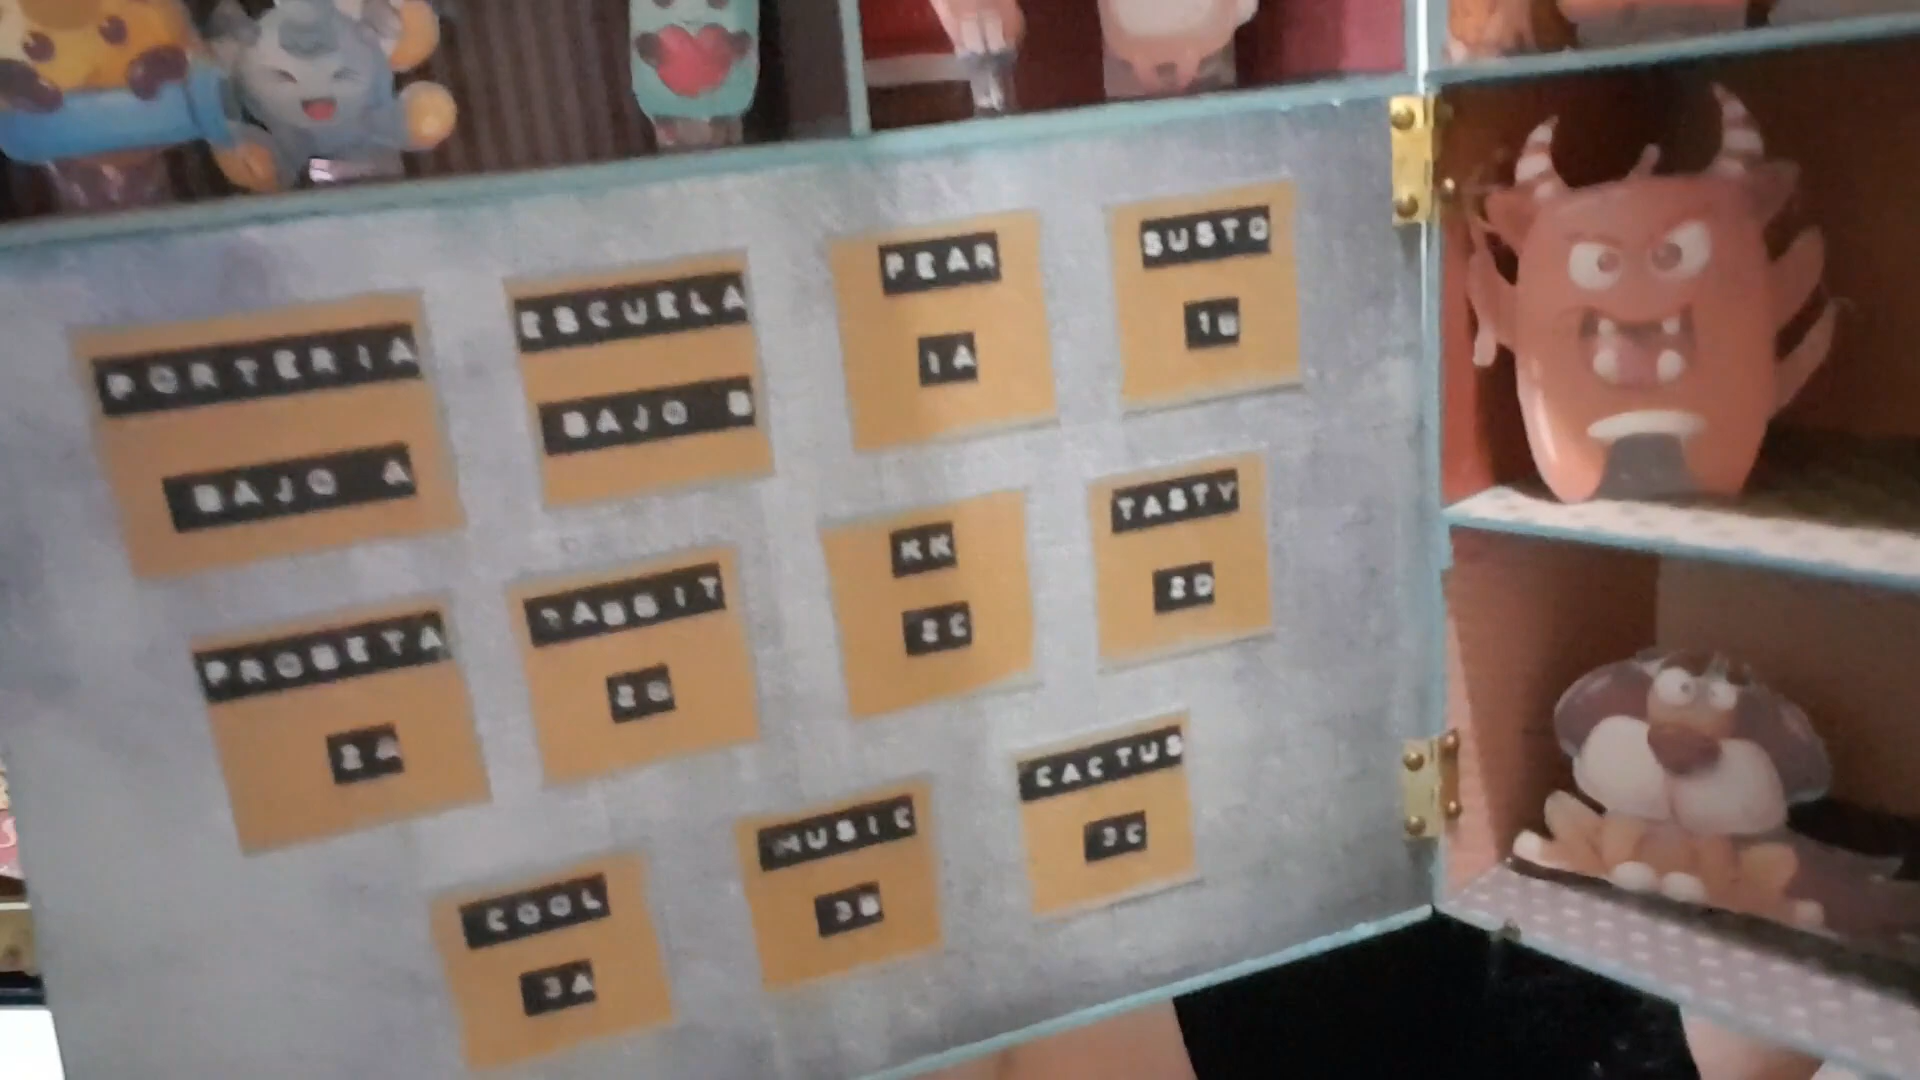 PORTERIA
BAJO A
ESCUELA
BAJO B
PEAR
1A
SUSTO
1B
PROBETA
2A
RABBIT
2B
KK
2C
TASTY
2D
COOL
3A
MUSIC
3B
CACTUS
3C